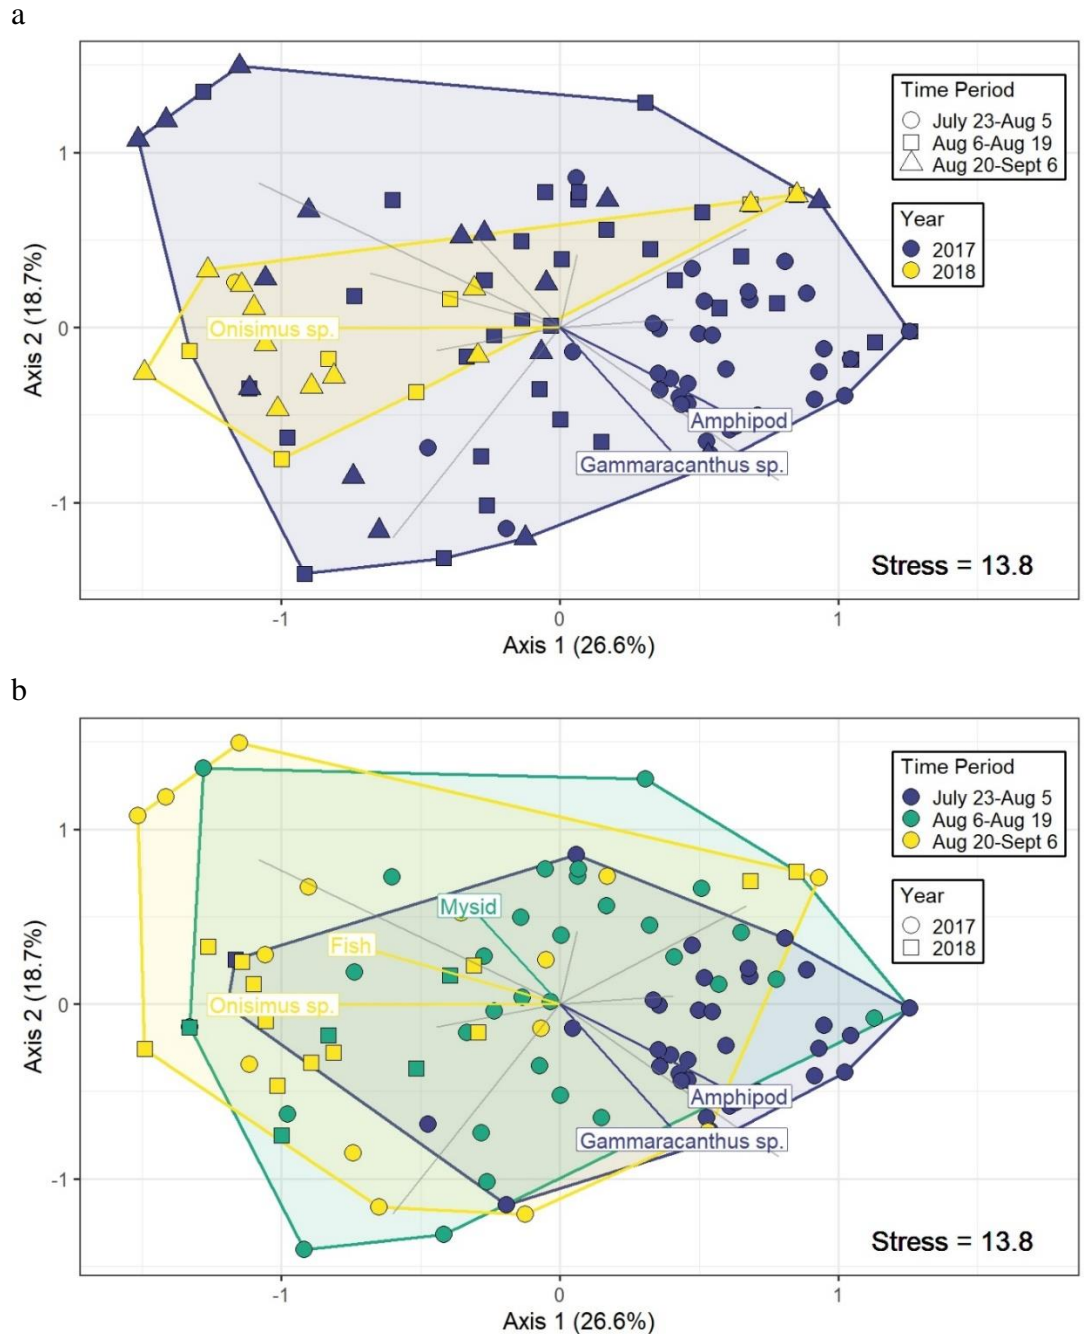 a
Time Period
July 23-Aug 5
Aug 6-Aug 19
Aug 20-Sept 6
Year
2017
2018
1
0
-1
Axis 2 (18.7%)
Onisimus sp.
Amphipod
Gammaracanthus sp.
Stress = 13.8
-1
0
1
Axis 1 (26.6%)
b
Time Period
July 23-Aug 5
Aug 6-Aug 19
Aug 20-Sept 6
Year
2017
2018
1
0
-1
Axis 2 (18.7%)
Mysid
Fish
Onisimus sp.
Amphipod
Gammaracanthus sp.
Stress = 13.8
-1
0
1
Axis 1 (26.6%)